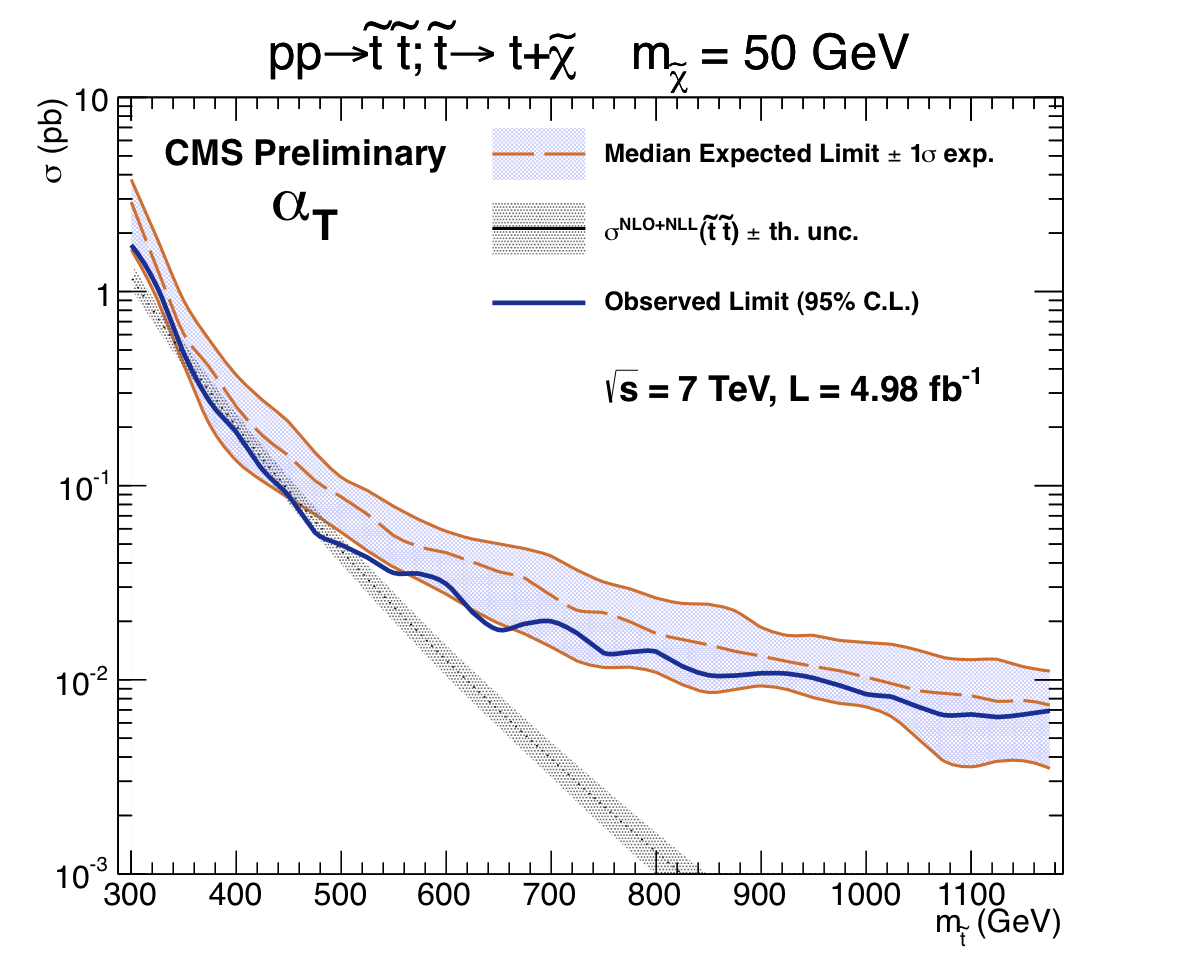 pp→t̃ t̃; t̃→ t+χ̃ m_χ̃ = 50 GeV
σ (pb)
10
1
10⁻¹
10⁻²
10⁻³
CMS Preliminary
α_T
Median Expected Limit ± 1σ exp.
σ^NLO+NLL(t̃ t̃) ± th. unc.
Observed Limit (95% C.L.)
√s = 7 TeV, L = 4.98 fb⁻¹
300 400 500 600 700 800 900 1000 1100
m_t̃ (GeV)